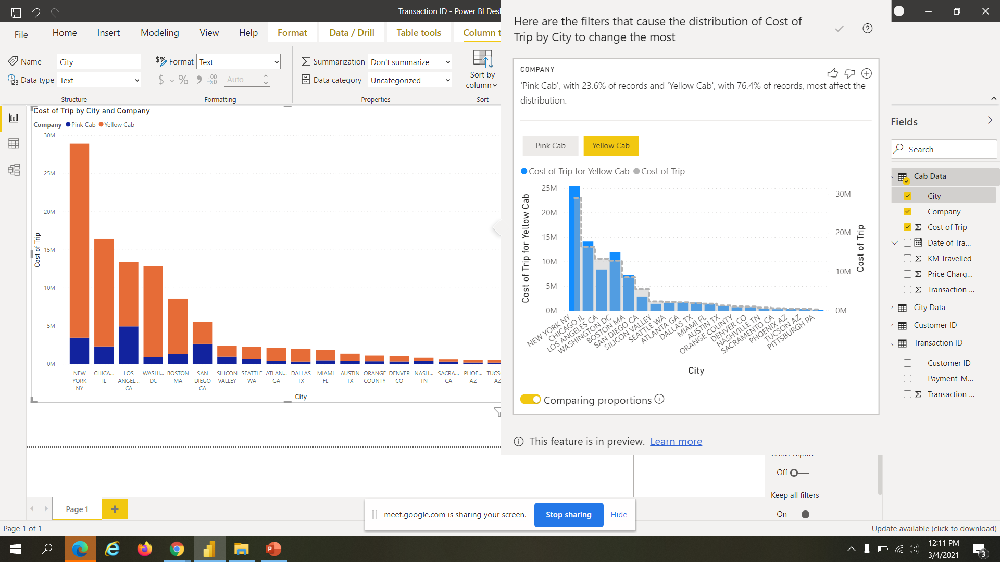 Transaction ID - Power BI Des
File
Home
Insert
Modeling
View
Help
Format
Data / Drill
Table tools
Column t
Name
City
Data type
Text
Structure
Format
Text
$
%
Auto
Formatting
Summarization
Don't summarize
Data category
Uncategorized
Properties
Sort by
column
Sort
Cost of Trip by City and Company
Company
Pink Cab
Yellow Cab
30M
25M
20M
15M
10M
5M
0M
Cost of Trip
NEW YORK NY
CHICA... IL
LOS ANGEL... CA
WASHI... DC
BOSTON MA
SAN DIEGO CA
SILICON VALLEY
SEATTLE WA
ATLAN... GA
DALLAS TX
MIAMI FL
AUSTIN TX
ORANGE COUNTY
DENVER CO
NASH... TN
SACRA... CA
PHOE... AZ
TUCS AZ
City
Here are the filters that cause the distribution of Cost of
Trip by City to change the most
COMPANY
'Pink Cab', with 23.6% of records and 'Yellow Cab', with 76.4% of records, most affect the
distribution.
Pink Cab
Yellow Cab
Cost of Trip for Yellow Cab
Cost of Trip
Cost of Trip for Yellow Cab
25M
20M
15M
10M
5M
0M
30M
20M
10M
0M
Cost of Trip
NEW YORK NY
CHICAGO IL
LOS ANGELES CA
WASHINGTON DC
BOSTON MA
SAN DIEGO CA
SILICON VALLEY
SEATTLE WA
ATLANTA GA
DALLAS TX
MIAMI FL
AUSTIN TX
ORANGE COUNTY
DENVER CO
NASHVILLE TN
SACRAMENTO CA
PHOENIX AZ
TUCSON AZ
PITTSBURGH PA
City
Comparing proportions
This feature is in preview. Learn more
Off
Keep all filters
On
Fields
Search
Cab Data
City
Company
Cost of Trip
Date of Tra...
KM Travelled
Price Charg...
Transaction ...
City Data
Customer ID
Transaction ID
Customer ID
Payment_M...
Transaction ...
Page 1
+
meet.google.com is sharing your screen.
Stop sharing
Hide
Page 1 of 1
Update available (click to download)
12:11 PM
3/4/2021
3